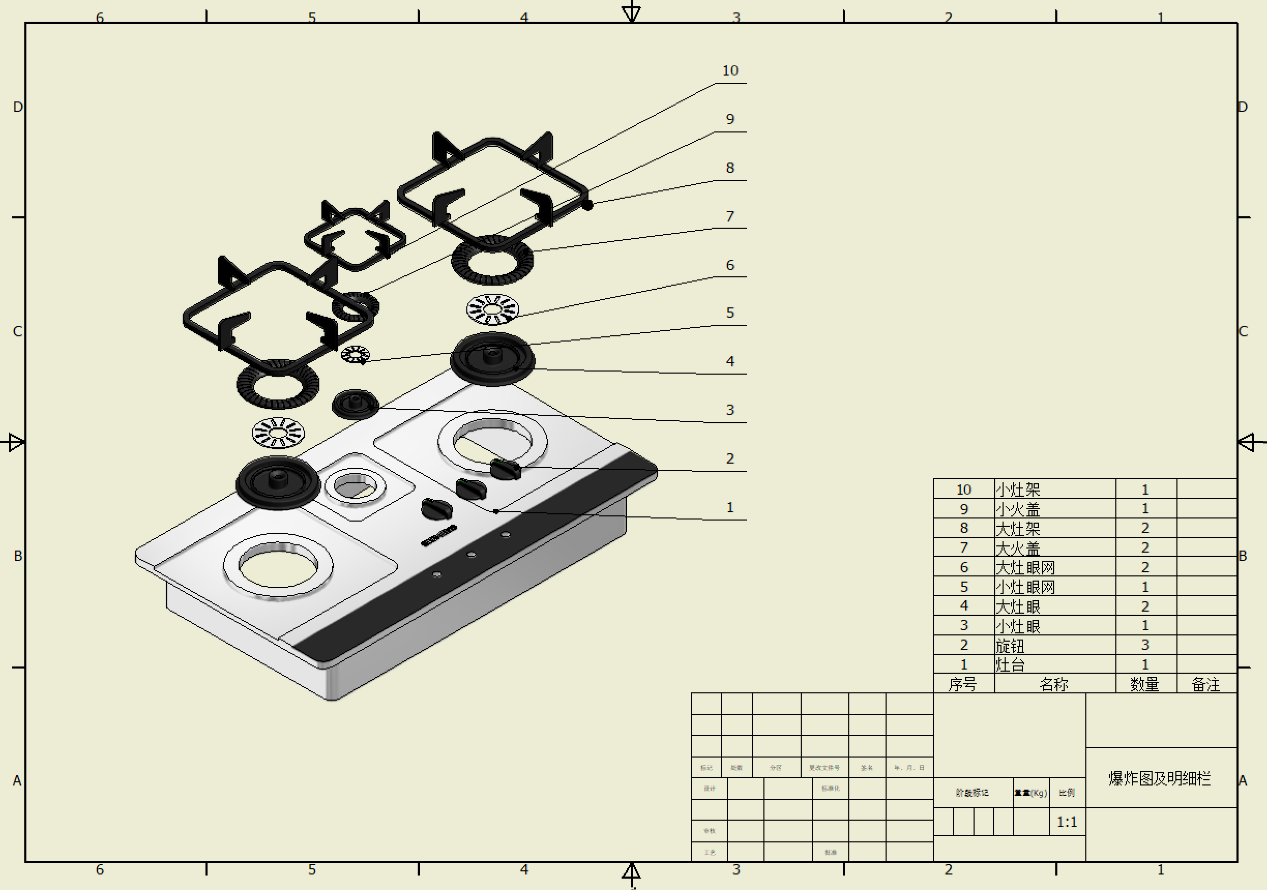 6 5 4 3 2 1
10
9
D D
8
7
6
5
C C
4
3
2
1
10 小灶架 1
9 小火盖 1
8 大灶架 2
7 大火盖 2
B B
6 大灶眼网 2
5 小灶眼网 1
4 大灶眼 2
3 小灶眼 1
2 旋钮 3
1 灶台 1
序号 名称 数量 备注
标记 处数 分区 更改文件号 签名 年、月、日
A 爆炸图及明细栏 A
设计 标准化 阶段标记 重量(Kg) 比例
1:1
审核
工艺 批准
6 5 4 3 2 1